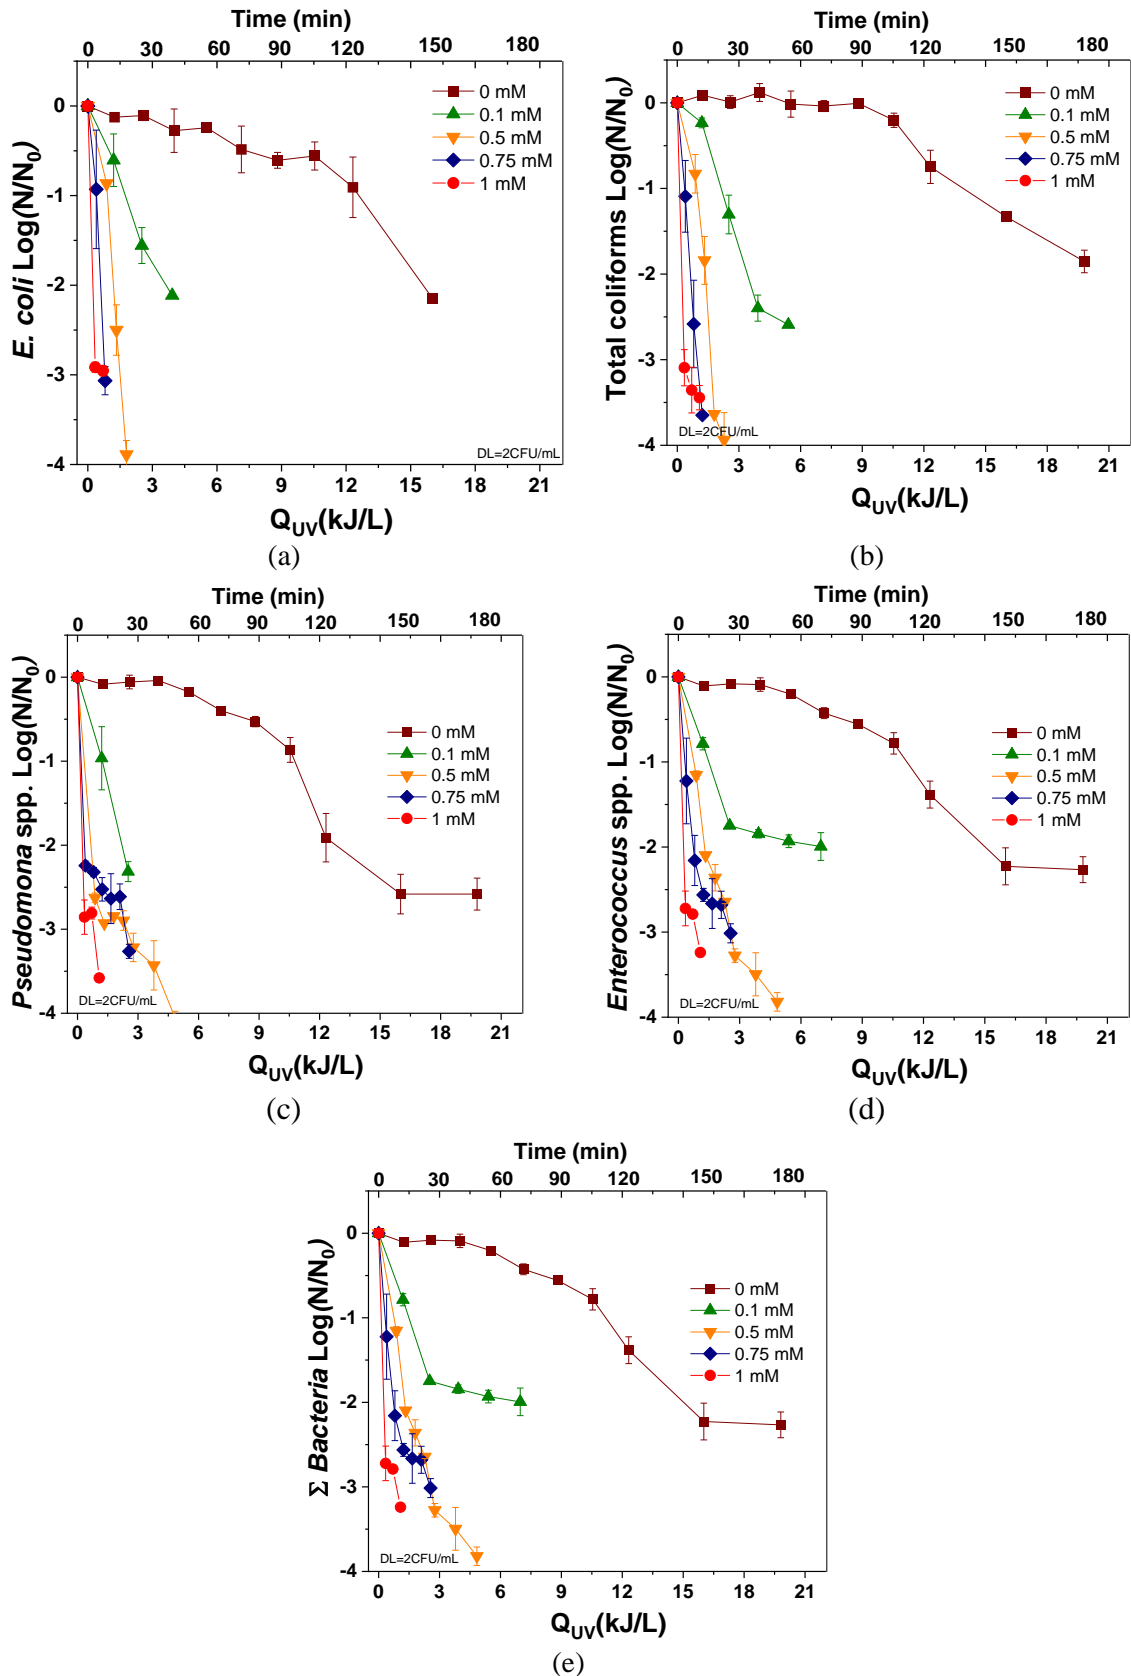 Time (min)
0 30 60 90 120 150 180
0
-1
-2
-3
-4
E. coli Log(N/N₀)
0 mM
0.1 mM
0.5 mM
0.75 mM
1 mM
DL=2CFU/mL
0 3 6 9 12 15 18 21
Q_UV(kJ/L)
(a)
Time (min)
0 30 60 90 120 150 180
0
-1
-2
-3
-4
Total coliforms Log(N/N₀)
0 mM
0.1 mM
0.5 mM
0.75 mM
1 mM
DL=2CFU/mL
0 3 6 9 12 15 18 21
Q_UV(kJ/L)
(b)
Time (min)
0 30 60 90 120 150 180
0
-1
-2
-3
-4
Pseudomona spp. Log(N/N₀)
0 mM
0.1 mM
0.5 mM
0.75 mM
1 mM
DL=2CFU/mL
0 3 6 9 12 15 18 21
Q_UV(kJ/L)
(c)
Time (min)
0 30 60 90 120 150 180
0
-1
-2
-3
-4
Enterococcus spp. Log(N/N₀)
0 mM
0.1 mM
0.5 mM
0.75 mM
1 mM
DL=2CFU/mL
0 3 6 9 12 15 18 21
Q_UV(kJ/L)
(d)
Time (min)
0 30 60 90 120 150 180
0
-1
-2
-3
-4
Σ Bacteria Log(N/N₀)
0 mM
0.1 mM
0.5 mM
0.75 mM
1 mM
DL=2CFU/mL
0 3 6 9 12 15 18 21
Q_UV(kJ/L)
(e)